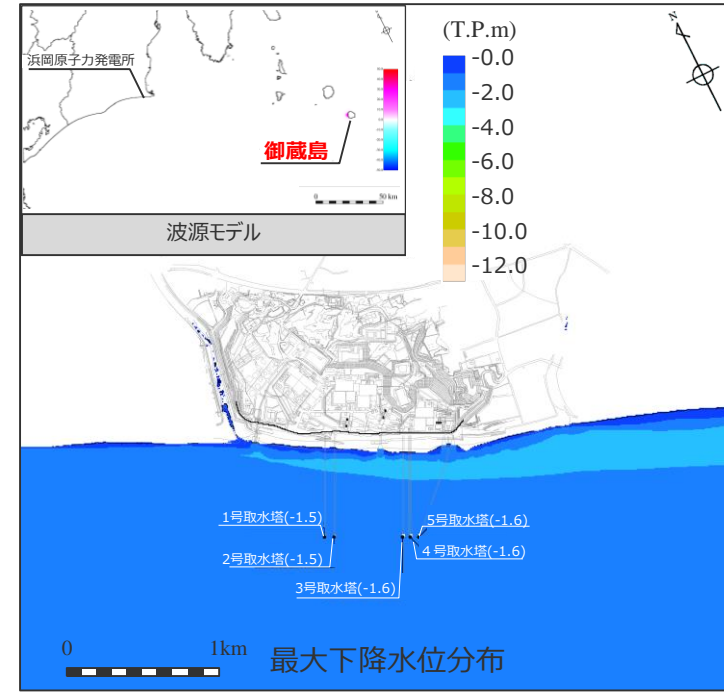 浜岡原子力発電所
御蔵島
0 50 km
波源モデル
N
(T.P.m)
-0.0
-2.0
-4.0
-6.0
-8.0
-10.0
-12.0
1号取水塔(-1.5)
2号取水塔(-1.5)
3号取水塔(-1.6)
5号取水塔(-1.6)
4号取水塔(-1.6)
0 1km
最大下降水位分布